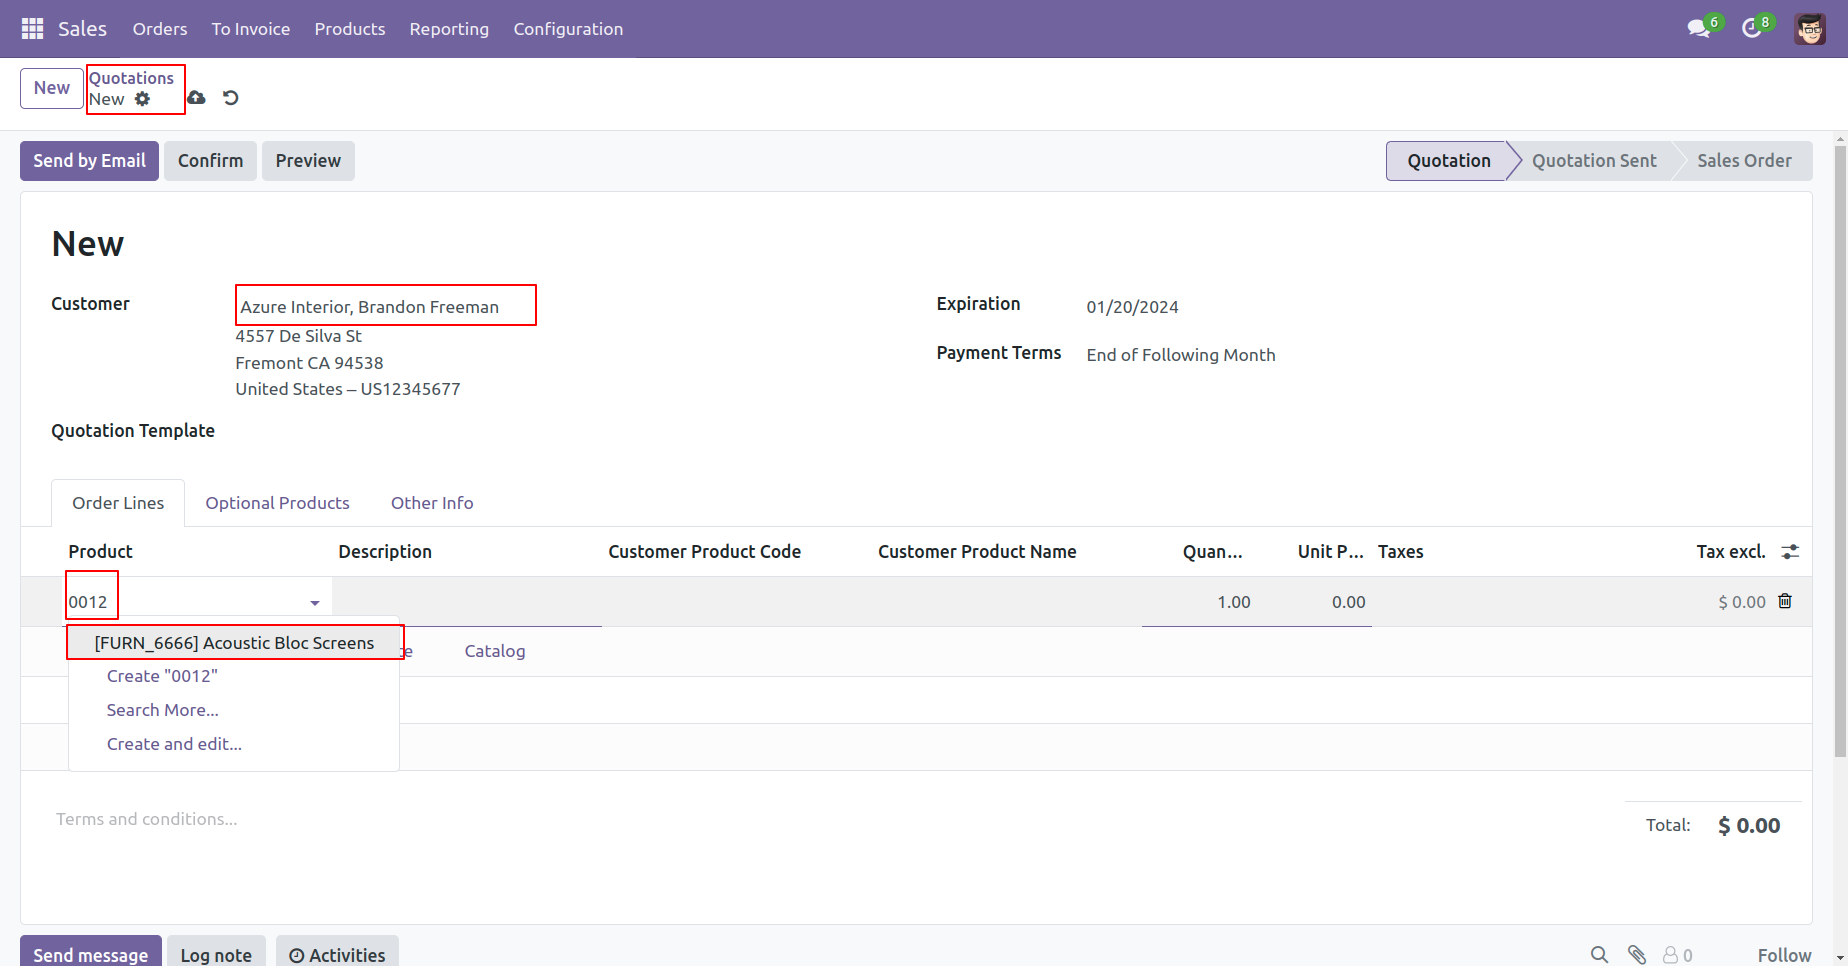 Sales Orders To Invoice Products Reporting Configuration 6 8
New Quotations
New
Send by Email Confirm Preview Quotation Quotation Sent Sales Order
New
Customer Azure Interior, Brandon Freeman Expiration 01/20/2024
4557 De Silva St
Fremont CA 94538
United States – US12345677
Payment Terms End of Following Month
Quotation Template
Order Lines Optional Products Other Info
Product Description Customer Product Code Customer Product Name Quan... Unit P... Taxes Tax excl.
0012 1.00 0.00 $ 0.00
[FURN_6666] Acoustic Bloc Screens
Catalog
Create "0012"
Search More...
Create and edit...
Terms and conditions...
Total: $ 0.00
Send message Log note Activities 0 Follow